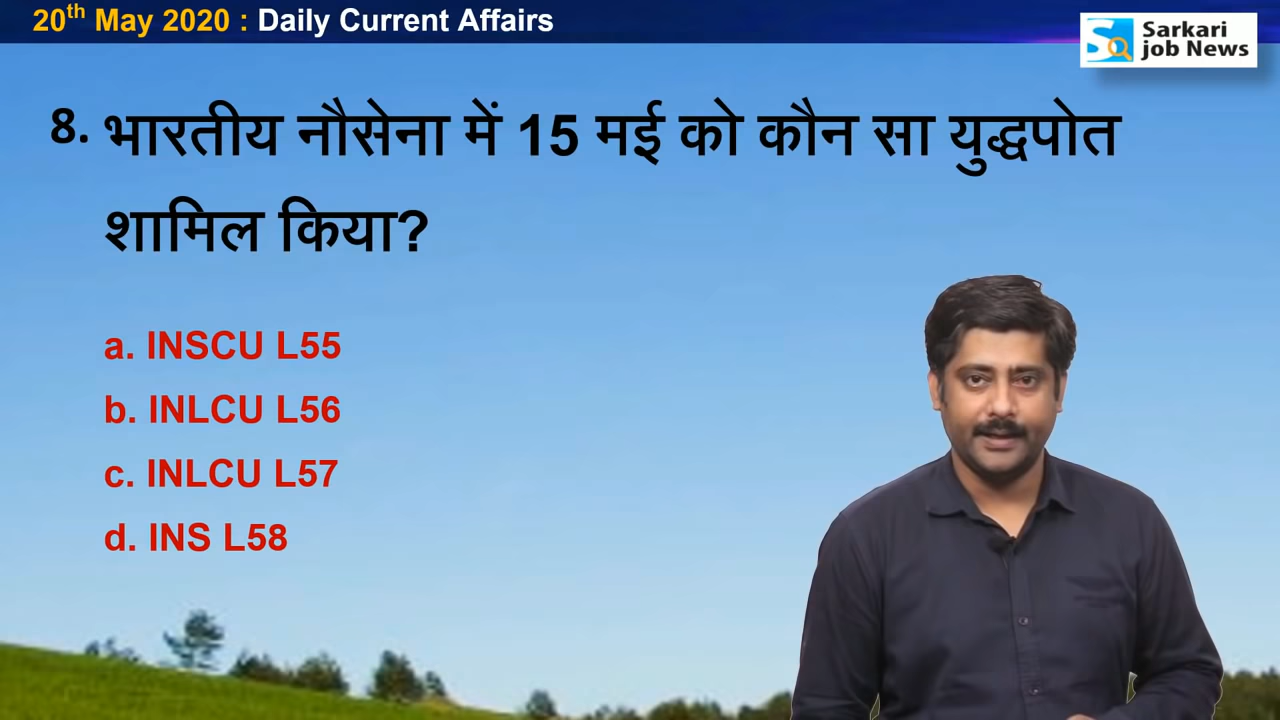 20th May 2020 : Daily Current Affairs
Sarkari
job News
8. भारतीय नौसेना में 15 मई को कौन सा युद्धपोत
शामिल किया?
a. INSCU L55
b. INLCU L56
c. INLCU L57
d. INS L58